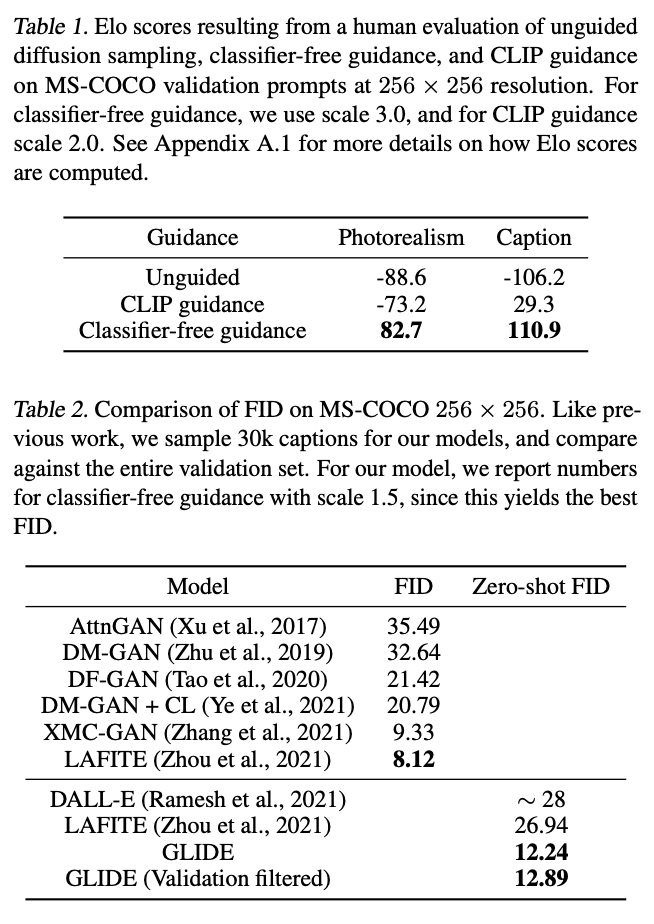 Table 1. Elo scores resulting from a human evaluation of unguided
diffusion sampling, classifier-free guidance, and CLIP guidance
on MS-COCO validation prompts at 256 × 256 resolution. For
classifier-free guidance, we use scale 3.0, and for CLIP guidance
scale 2.0. See Appendix A.1 for more details on how Elo scores
are computed.
Guidance Photorealism Caption
Unguided -88.6 -106.2
CLIP guidance -73.2 29.3
Classifier-free guidance 82.7 110.9
Table 2. Comparison of FID on MS-COCO 256 × 256. Like pre-
vious work, we sample 30k captions for our models, and compare
against the entire validation set. For our model, we report numbers
for classifier-free guidance with scale 1.5, since this yields the best
FID.
Model FID Zero-shot FID
AttnGAN (Xu et al., 2017) 35.49
DM-GAN (Zhu et al., 2019) 32.64
DF-GAN (Tao et al., 2020) 21.42
DM-GAN + CL (Ye et al., 2021) 20.79
XMC-GAN (Zhang et al., 2021) 9.33
LAFITE (Zhou et al., 2021) 8.12
DALL-E (Ramesh et al., 2021) ∼ 28
LAFITE (Zhou et al., 2021) 26.94
GLIDE 12.24
GLIDE (Validation filtered) 12.89